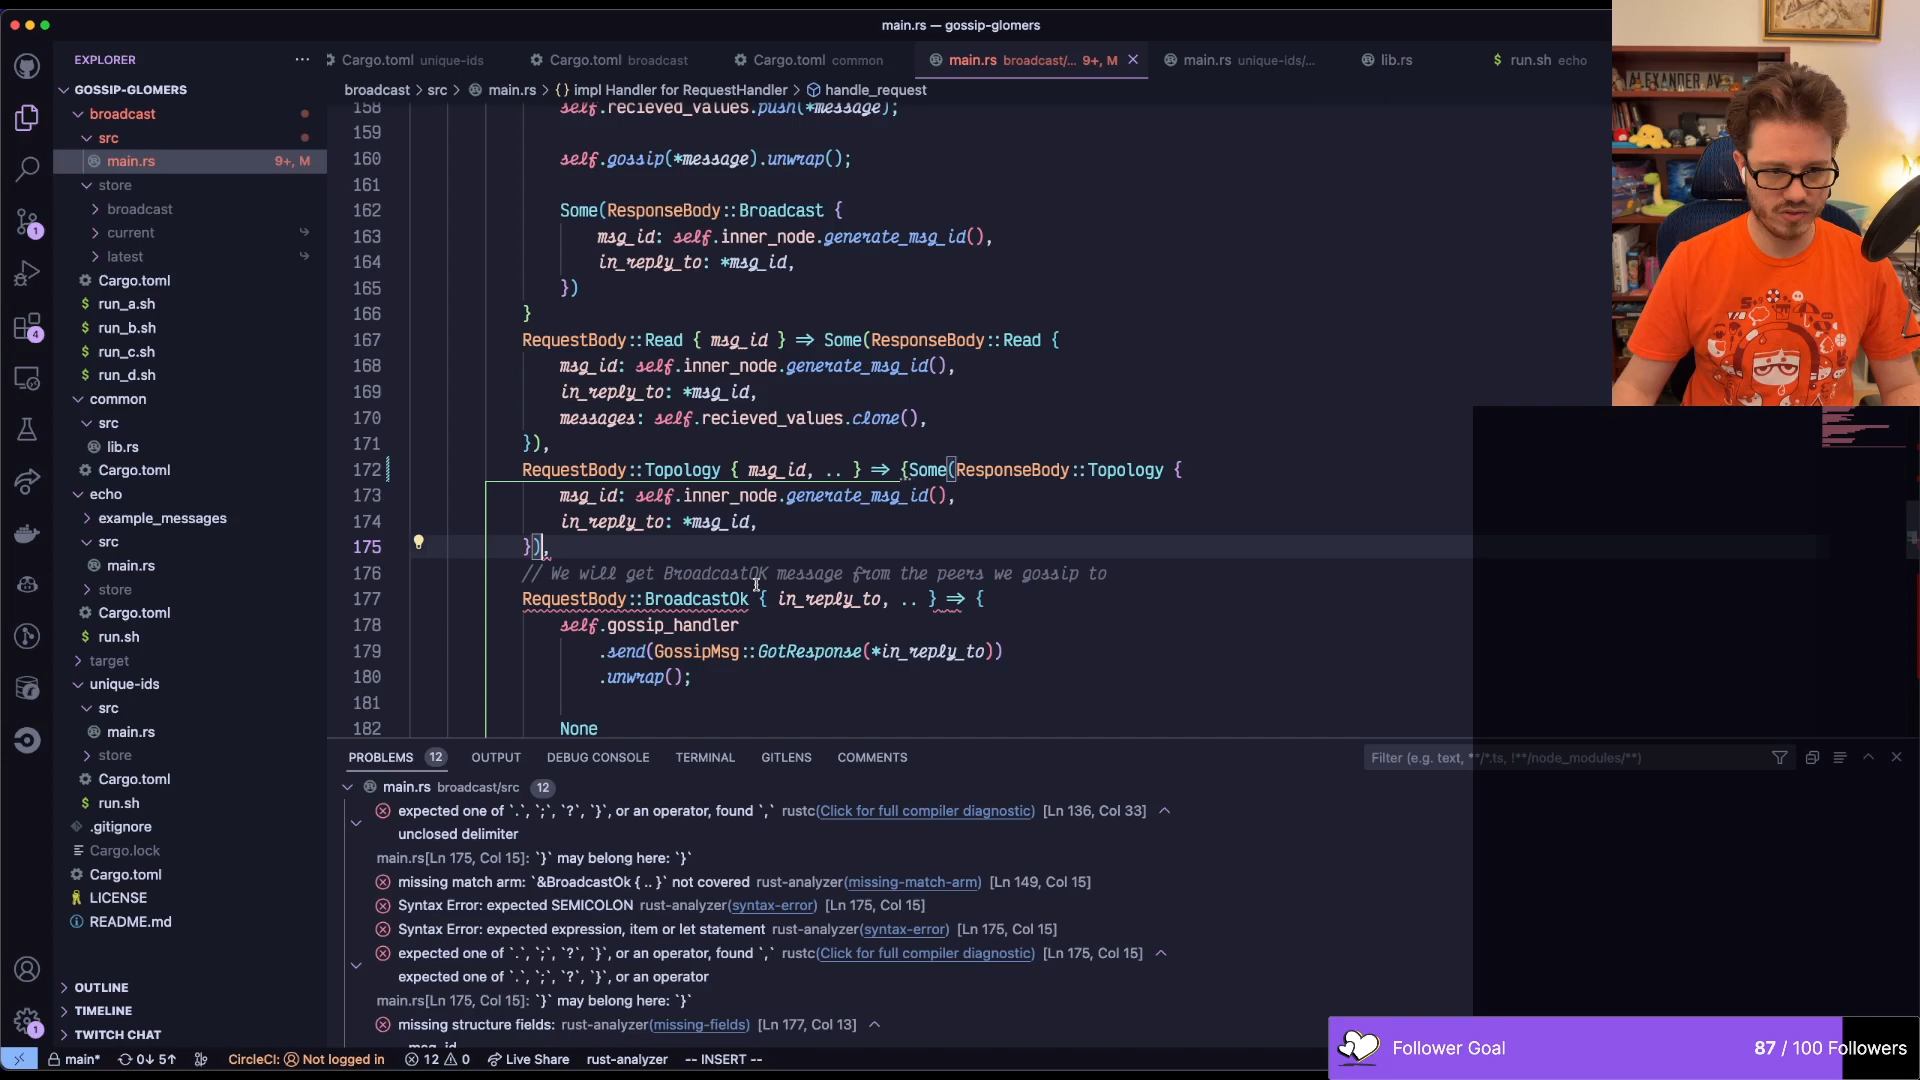 main.rs — gossip-glomers
EXPLORER
Cargo.toml unique-ids
Cargo.toml broadcast
Cargo.toml common
main.rs broadcast/... 9+, M
main.rs unique-ids/...
lib.rs
$ run.sh echo
broadcast > src > main.rs > {} impl Handler for RequestHandler > handle_request
GOSSIP-GLOMERS
broadcast
src
main.rs 9+, M
store
broadcast
current
latest
Cargo.toml
$ run_a.sh
$ run_b.sh
$ run_c.sh
$ run_d.sh
common
src
lib.rs
Cargo.toml
echo
example_messages
src
main.rs
store
Cargo.toml
$ run.sh
target
unique-ids
src
main.rs
store
Cargo.toml
$ run.sh
.gitignore
Cargo.lock
Cargo.toml
LICENSE
README.md
OUTLINE
TIMELINE
TWITCH CHAT
1
4
1
158 self.recieved_values.push(*message);
159
160 self.gossip(*message).unwrap();
161
162 Some(ResponseBody::Broadcast {
163 msg_id: self.inner_node.generate_msg_id(),
164 in_reply_to: *msg_id,
165 })
166 }
167 RequestBody::Read { msg_id } => Some(ResponseBody::Read {
168 msg_id: self.inner_node.generate_msg_id(),
169 in_reply_to: *msg_id,
170 messages: self.recieved_values.clone(),
171 }),
172 RequestBody::Topology { msg_id, .. } => {Some(ResponseBody::Topology {
173 msg_id: self.inner_node.generate_msg_id(),
174 in_reply_to: *msg_id,
175 }),
176 // We will get BroadcastOK message from the peers we gossip to
177 RequestBody::BroadcastOk { in_reply_to, .. } => {
178 self.gossip_handler
179 .send(GossipMsg::GotResponse(*in_reply_to))
180 .unwrap();
181
182 None
PROBLEMS 12 OUTPUT DEBUG CONSOLE TERMINAL GITLENS COMMENTS
Filter (e.g. text, **/*.ts, !**/node_modules/**)
main.rs broadcast/src 12
expected one of `.`, `;`, `?`, `}`, or an operator, found `,` rustc(Click for full compiler diagnostic) [Ln 136, Col 33]
unclosed delimiter
main.rs[Ln 175, Col 15]: `}` may belong here: `}`
missing match arm: `&BroadcastOk { .. }` not covered rust-analyzer(missing-match-arm) [Ln 149, Col 15]
Syntax Error: expected SEMICOLON rust-analyzer(syntax-error) [Ln 175, Col 15]
Syntax Error: expected expression, item or let statement rust-analyzer(syntax-error) [Ln 175, Col 15]
expected one of `.`, `;`, `?`, `}`, or an operator, found `,` rustc(Click for full compiler diagnostic) [Ln 175, Col 15]
expected one of `.`, `;`, `?`, `}`, or an operator
main.rs[Ln 175, Col 15]: `}` may belong here: `}`
missing structure fields: rust-analyzer(missing-fields) [Ln 177, Col 13]
- msg_id
main* 0↓ 5↑ CircleCI: Not logged in 12 0 Live Share rust-analyzer -- INSERT --
ALEXANDER AV
Follower Goal 87 / 100 Followers